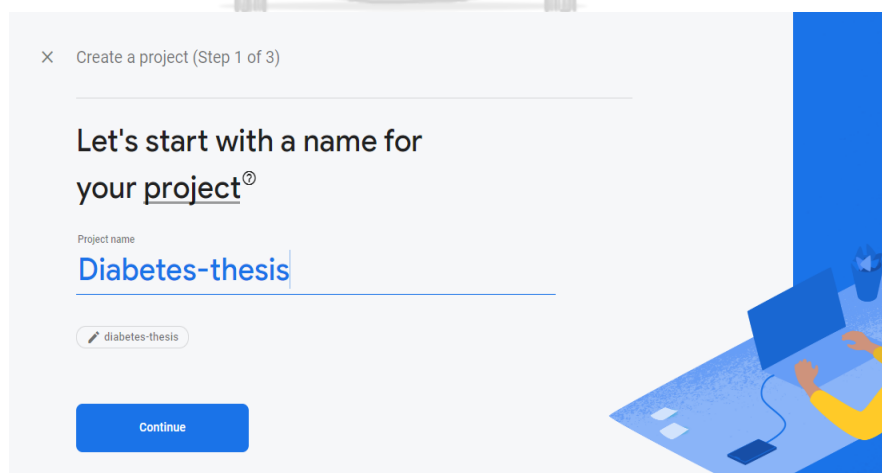 Create a project (Step 1 of 3)
Let's start with a name for
your project
Project name
Diabetes-thesis
diabetes-thesis
Continue